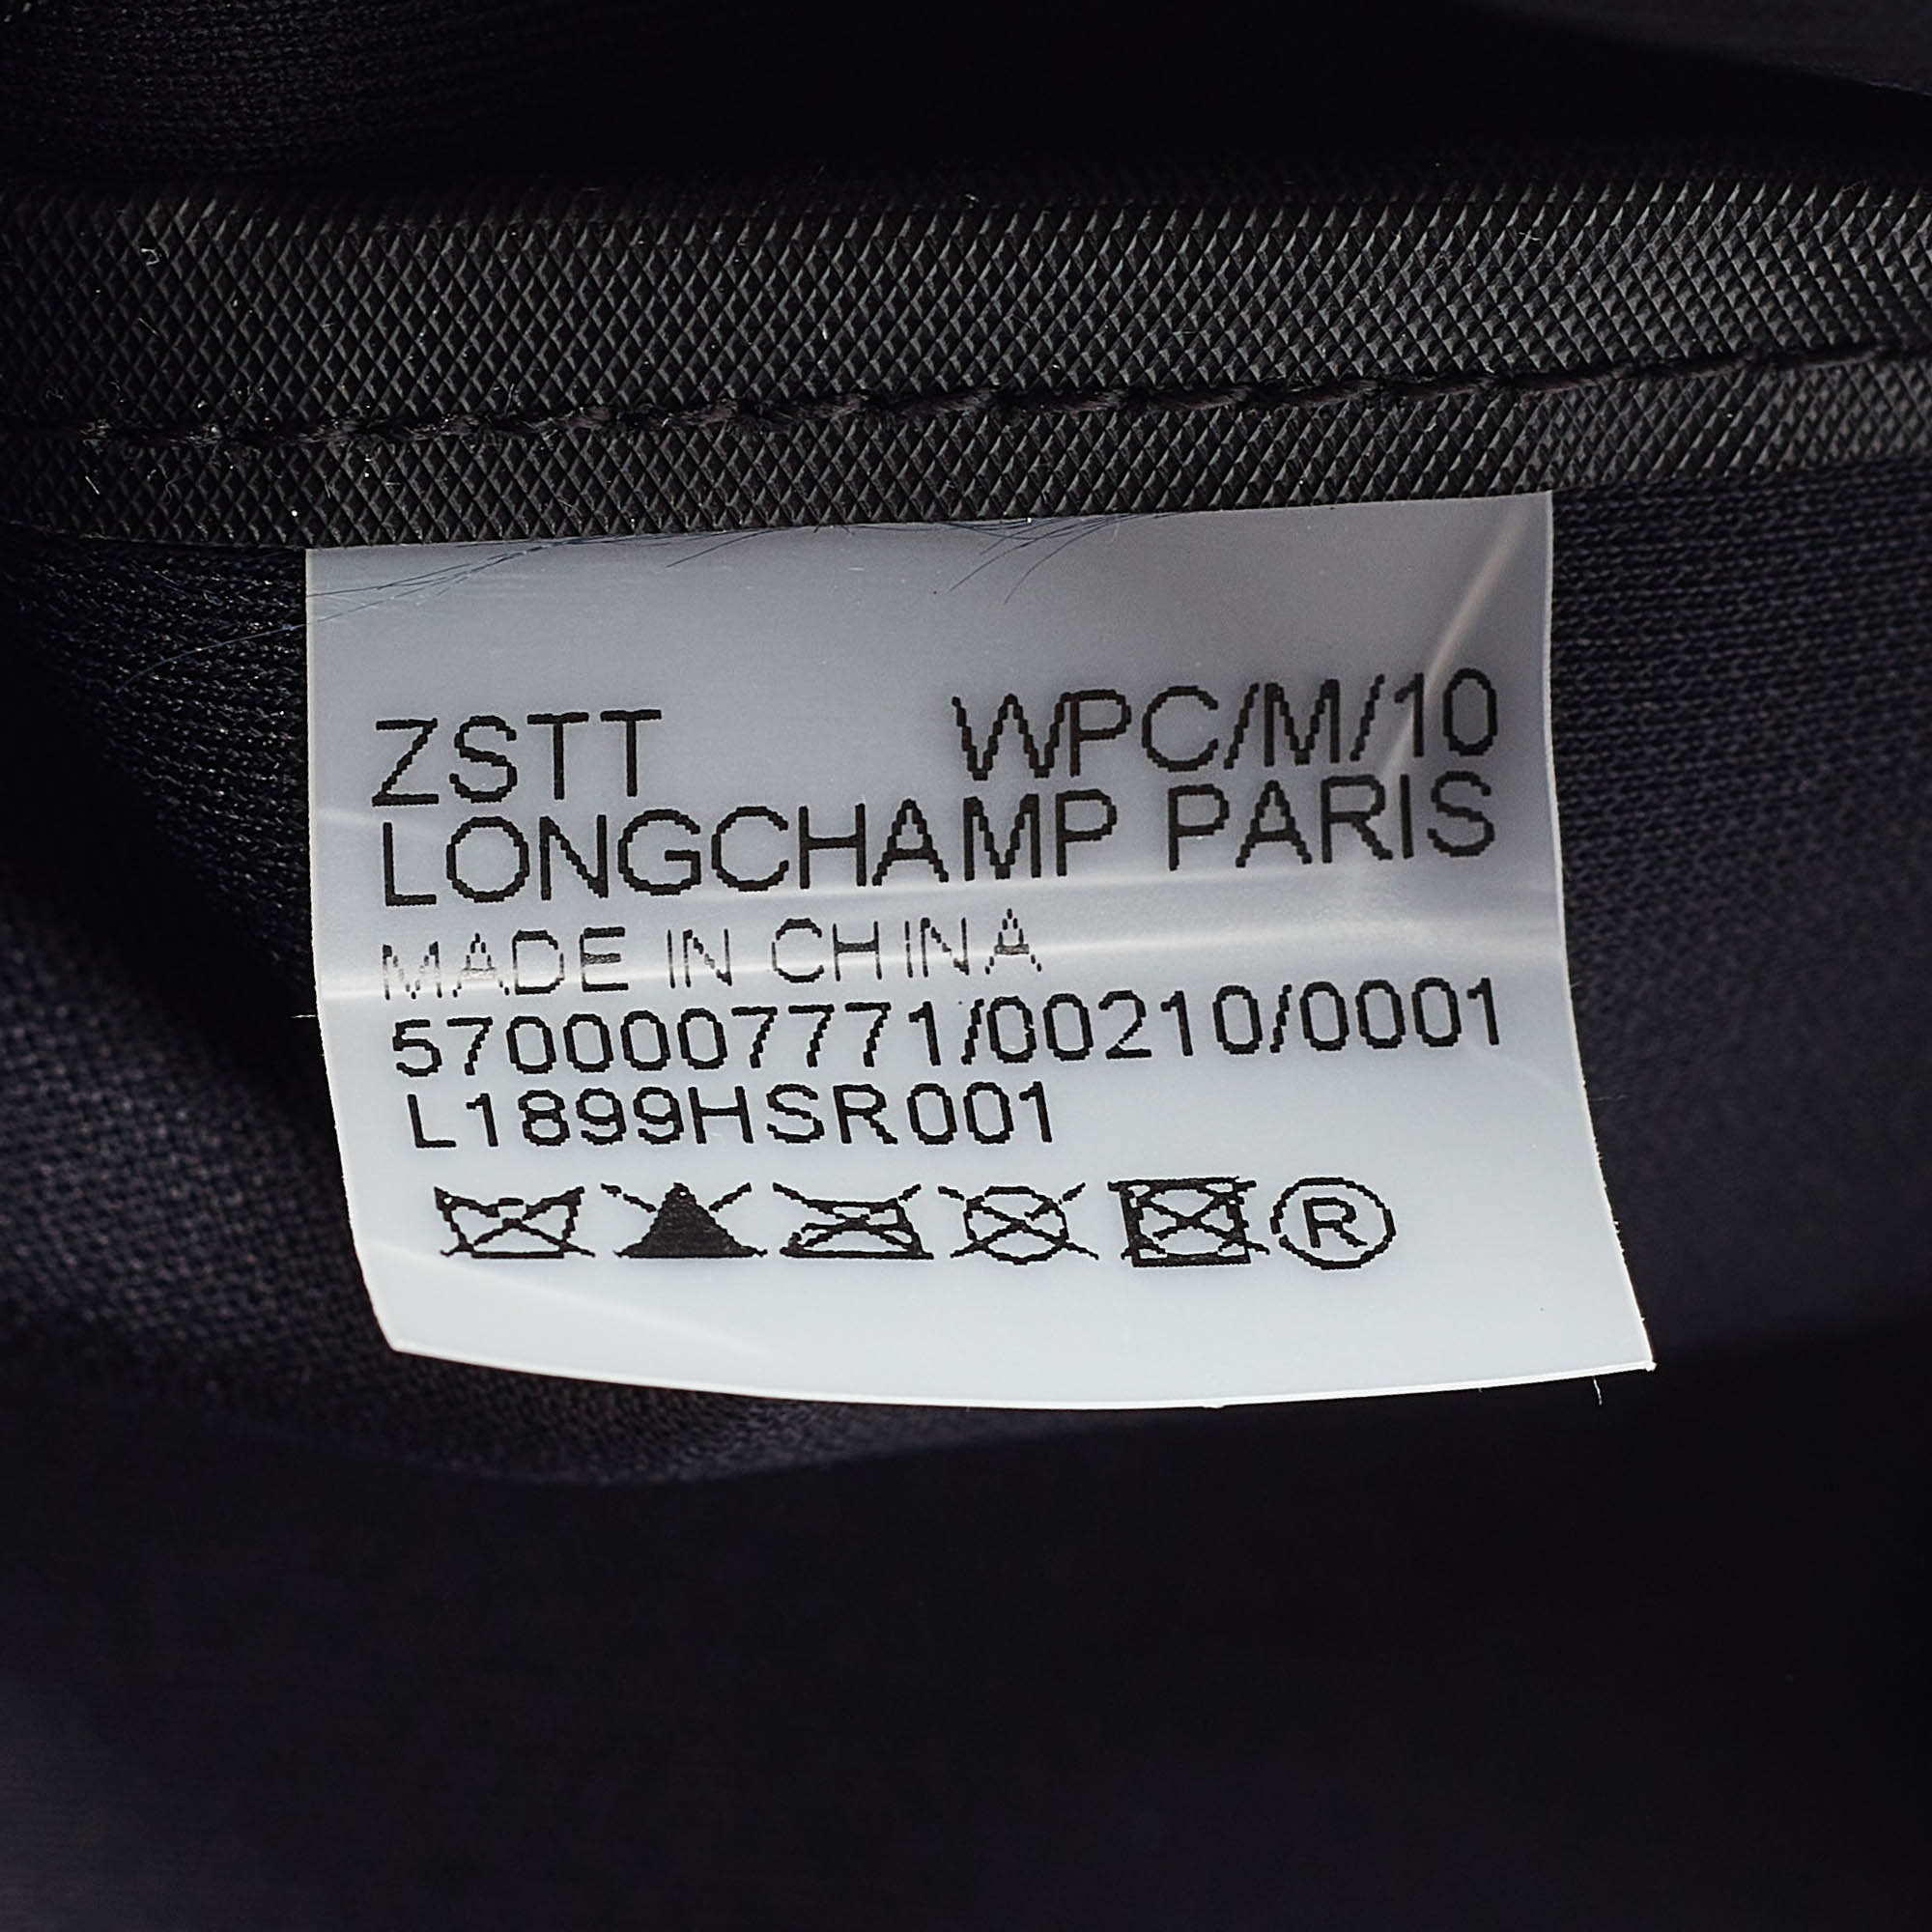 ZSTT WPC/M/10
LONGCHAMP PARIS
MADE IN CHINA
5700007771/00210/0001
L1899HSR001
®